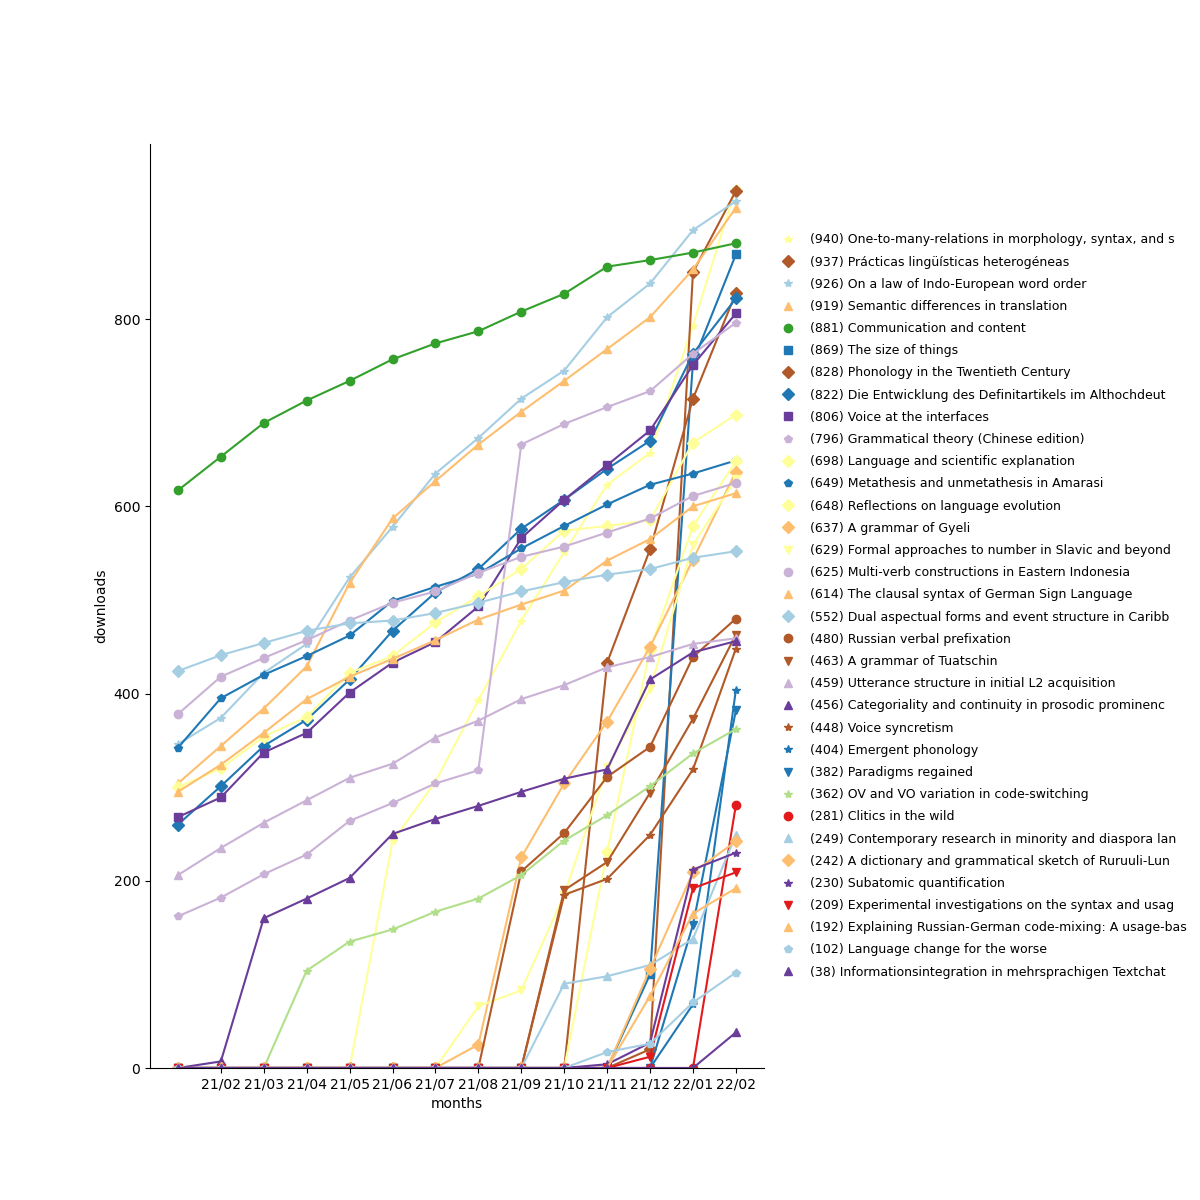 downloads
800
600
400
200
0
21/02 21/03 21/04 21/05 21/06 21/07 21/08 21/09 21/10 21/11 21/12 22/01 22/02
months
(940) One-to-many-relations in morphology, syntax, and s
(937) Prácticas lingüísticas heterogéneas
(926) On a law of Indo-European word order
(919) Semantic differences in translation
(881) Communication and content
(869) The size of things
(828) Phonology in the Twentieth Century
(822) Die Entwicklung des Definitartikels im Althochdeut
(806) Voice at the interfaces
(796) Grammatical theory (Chinese edition)
(698) Language and scientific explanation
(649) Metathesis and unmetathesis in Amarasi
(648) Reflections on language evolution
(637) A grammar of Gyeli
(629) Formal approaches to number in Slavic and beyond
(625) Multi-verb constructions in Eastern Indonesia
(614) The clausal syntax of German Sign Language
(552) Dual aspectual forms and event structure in Caribb
(480) Russian verbal prefixation
(463) A grammar of Tuatschin
(459) Utterance structure in initial L2 acquisition
(456) Categoriality and continuity in prosodic prominenc
(448) Voice syncretism
(404) Emergent phonology
(382) Paradigms regained
(362) OV and VO variation in code-switching
(281) Clitics in the wild
(249) Contemporary research in minority and diaspora lan
(242) A dictionary and grammatical sketch of Ruruuli-Lun
(230) Subatomic quantification
(209) Experimental investigations on the syntax and usag
(192) Explaining Russian-German code-mixing: A usage-bas
(102) Language change for the worse
(38) Informationsintegration in mehrsprachigen Textchat